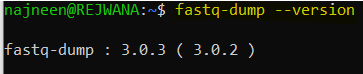 najneen@REJWANA:~$ fastq-dump --version
fastq-dump : 3.0.3 ( 3.0.2 )